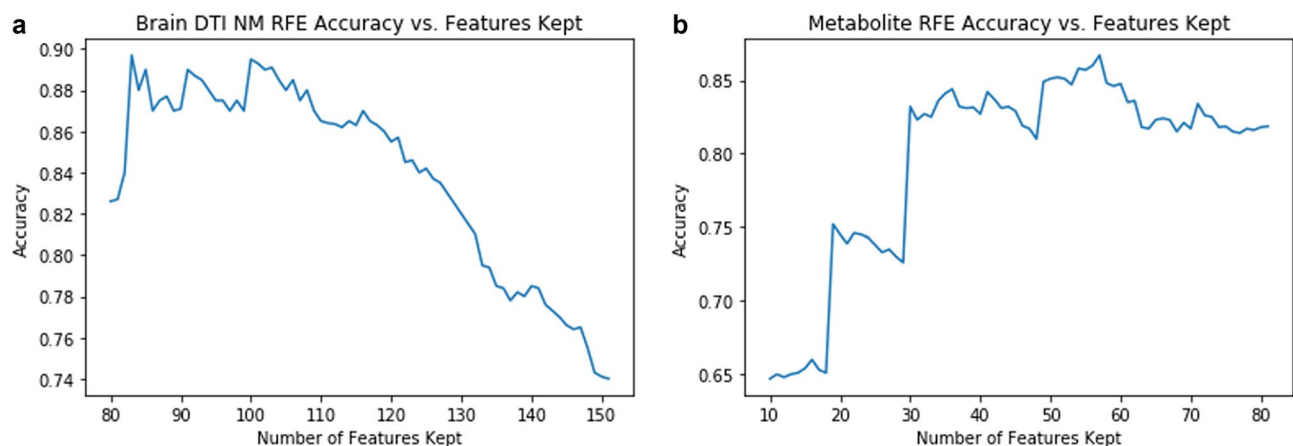 a
Brain DTI NM RFE Accuracy vs. Features Kept
0.90
0.88
0.86
0.84
0.82
0.80
0.78
0.76
0.74
Accuracy
80 90 100 110 120 130 140 150
Number of Features Kept
b
Metabolite RFE Accuracy vs. Features Kept
0.85
0.80
0.75
0.70
0.65
Accuracy
10 20 30 40 50 60 70 80
Number of Features Kept